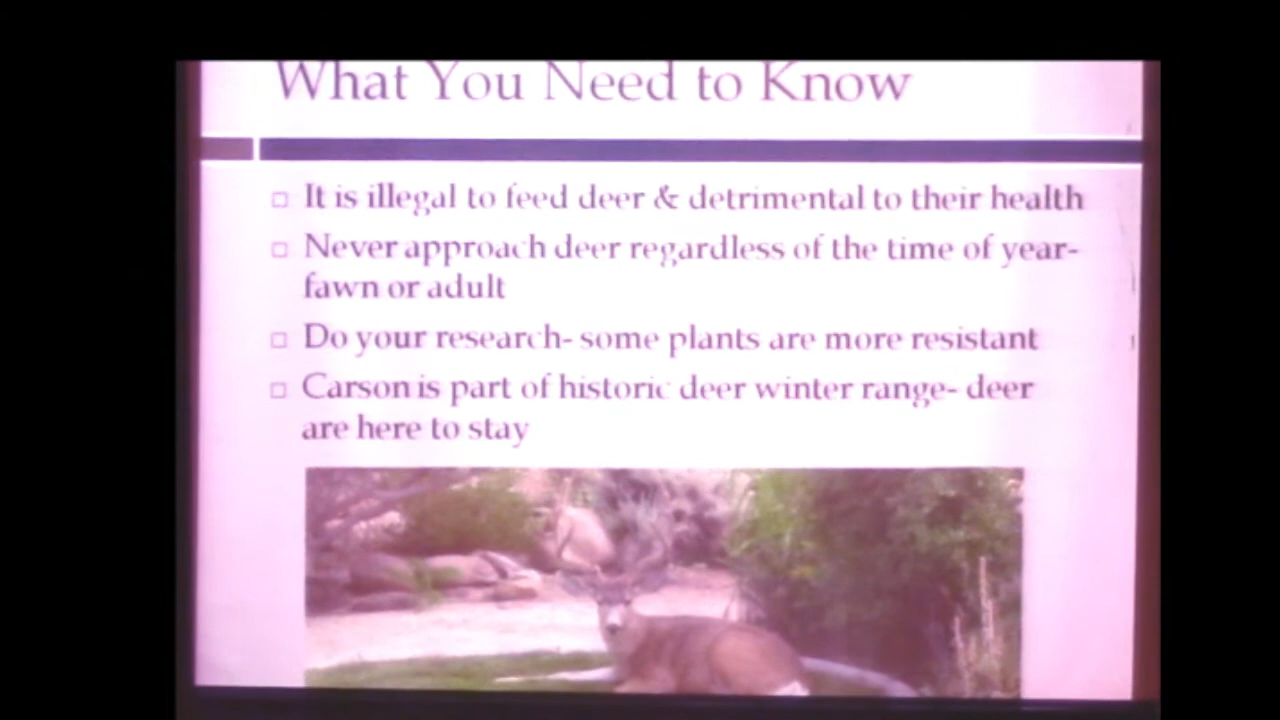 What You Need to Know
It is illegal to feed deer & detrimental to their health
Never approach deer regardless of the time of year-
fawn or adult
Do your research- some plants are more resistant
Carson is part of historic deer winter range- deer
are here to stay